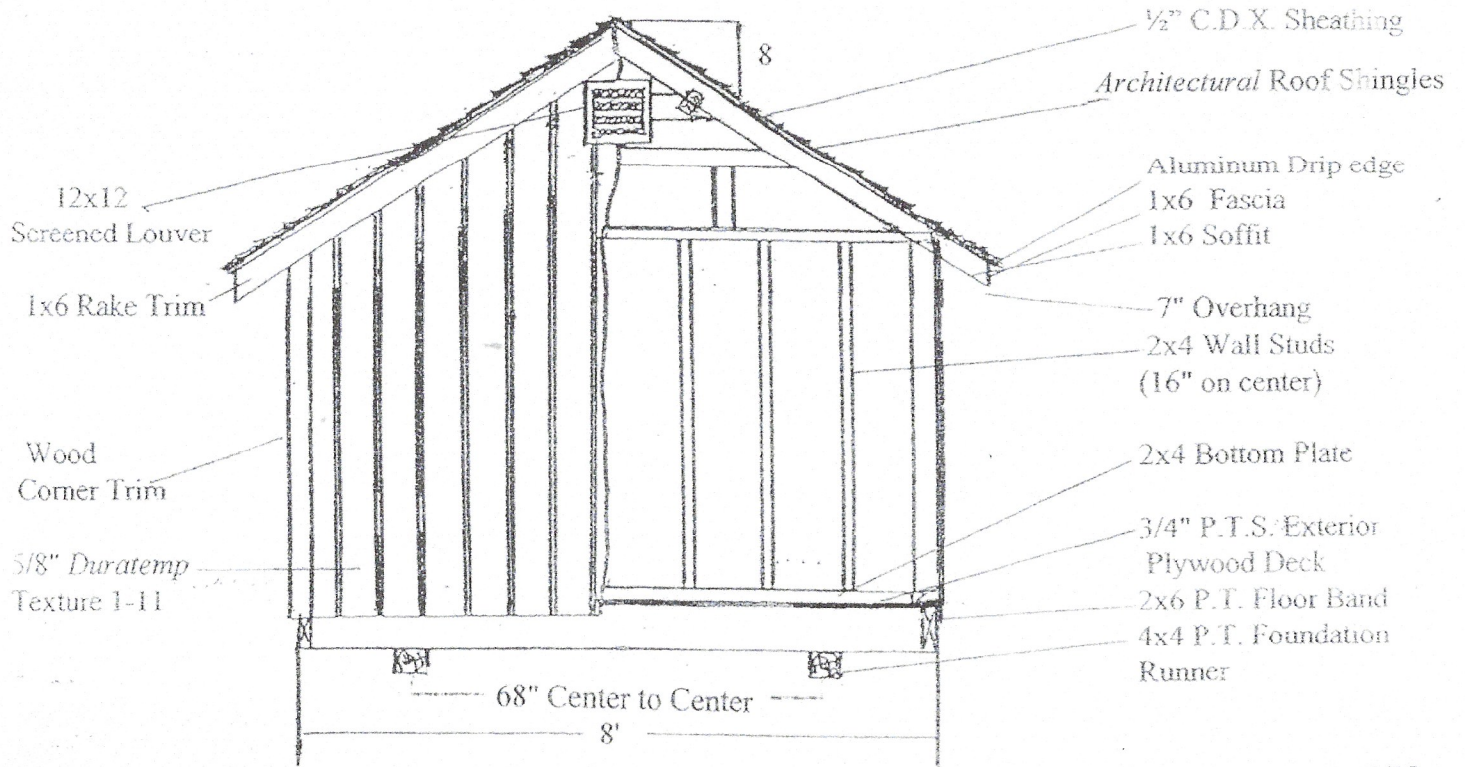 ½" C.D.X. Sheathing
8
Architectural Roof Shingles
Aluminum Drip edge
12x12
Screened Louver
1x6 Fascia
1x6 Soffit
1x6 Rake Trim
7" Overhang
2x4 Wall Studs
(16" on center)
Wood
Corner Trim
2x4 Bottom Plate
5/8" Duratemp
Texture 1-11
3/4" P.T.S. Exterior
Plywood Deck
2x6 P.T. Floor Band
4x4 P.T. Foundation
Runner
68" Center to Center
8'